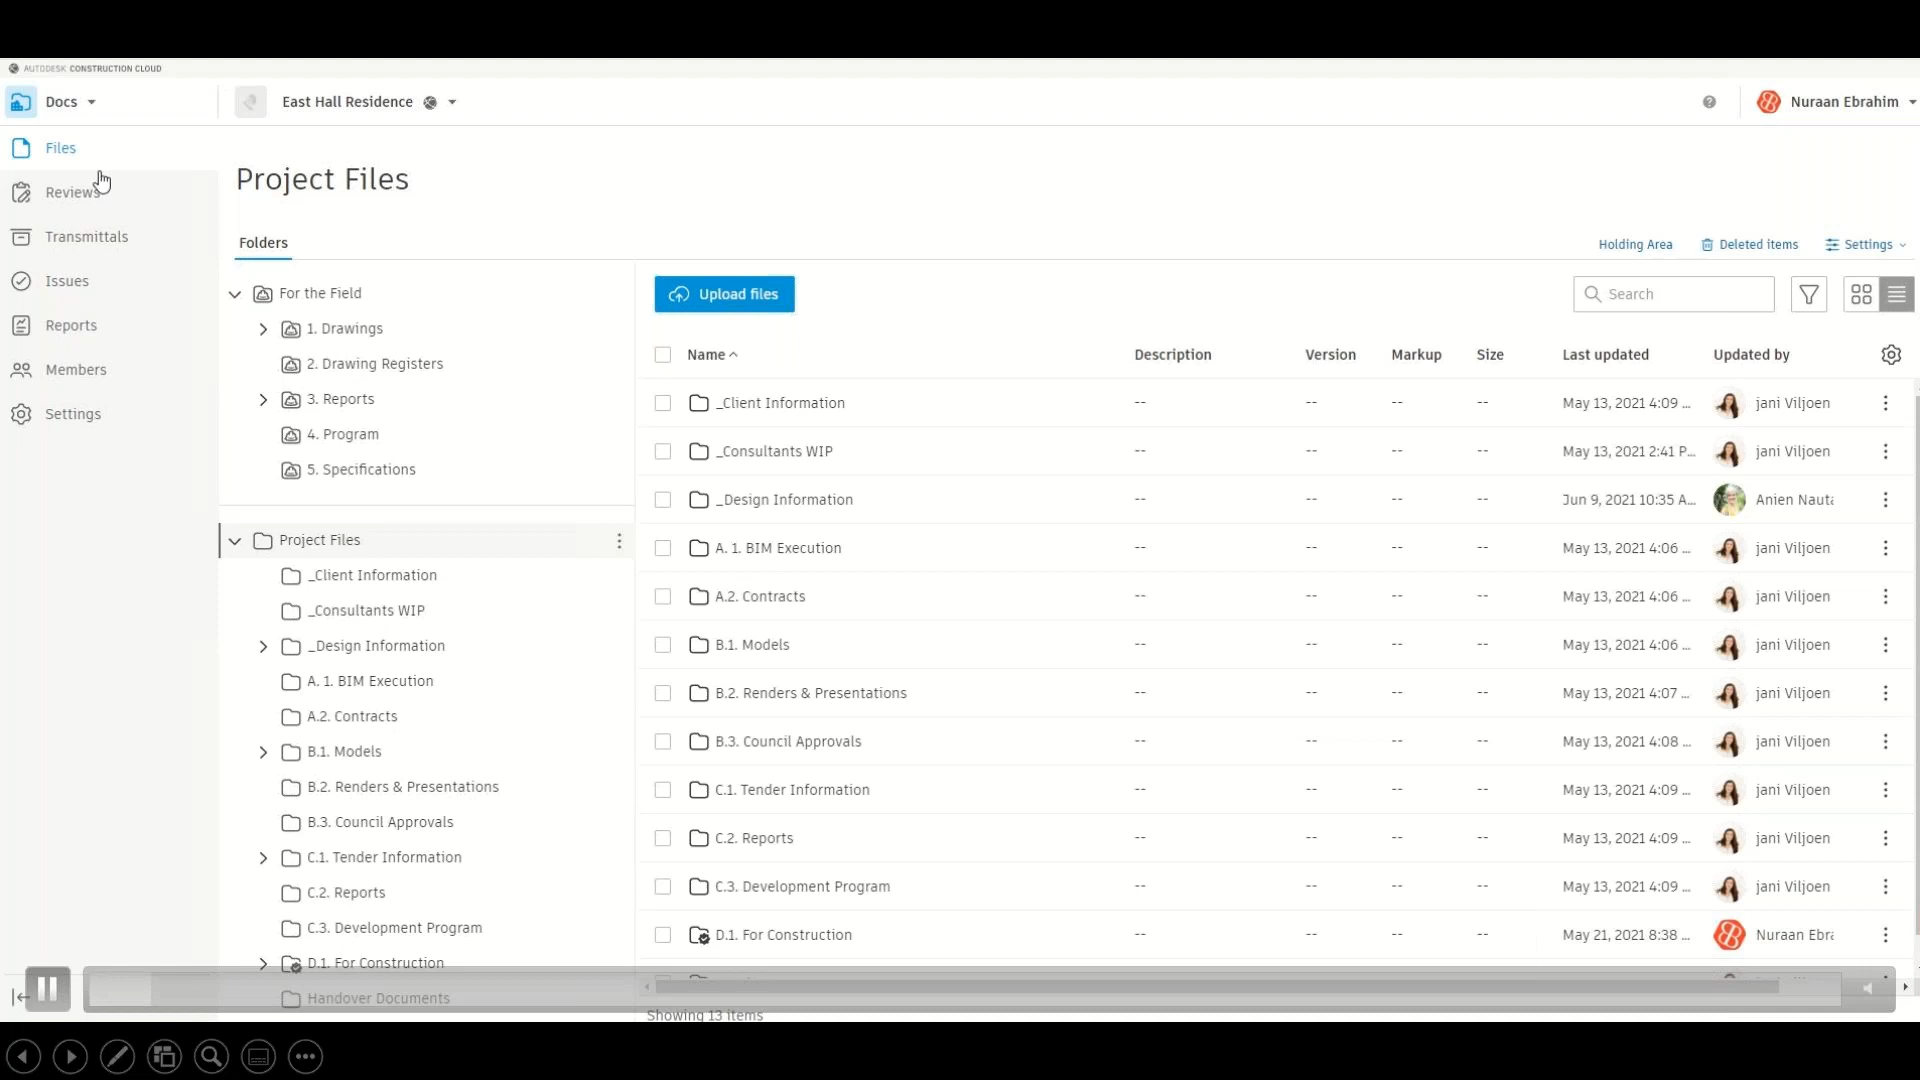 AUTODESK CONSTRUCTION CLOUD
Docs
East Hall Residence
Nuraan Ebrahim
Files
Reviews
Transmittals
Issues
Reports
Members
Settings
Project Files
Folders
Holding Area
Deleted items
Settings
For the Field
1. Drawings
2. Drawing Registers
3. Reports
4. Program
5. Specifications
Project Files
_Client Information
_Consultants WIP
_Design Information
A. 1. BIM Execution
A.2. Contracts
B.1. Models
B.2. Renders & Presentations
B.3. Council Approvals
C.1. Tender Information
C.2. Reports
C.3. Development Program
D.1. For Construction
Handover Documents
Upload files
Search
Name Description Version Markup Size Last updated Updated by
_Client Information -- -- -- -- May 13, 2021 4:09 ... jani Viljoen
_Consultants WIP -- -- -- -- May 13, 2021 2:41 P... jani Viljoen
_Design Information -- -- -- -- Jun 9, 2021 10:35 A... Anien Nauta
A. 1. BIM Execution -- -- -- -- May 13, 2021 4:06 ... jani Viljoen
A.2. Contracts -- -- -- -- May 13, 2021 4:06 ... jani Viljoen
B.1. Models -- -- -- -- May 13, 2021 4:06 ... jani Viljoen
B.2. Renders & Presentations -- -- -- -- May 13, 2021 4:07 ... jani Viljoen
B.3. Council Approvals -- -- -- -- May 13, 2021 4:08 ... jani Viljoen
C.1. Tender Information -- -- -- -- May 13, 2021 4:09 ... jani Viljoen
C.2. Reports -- -- -- -- May 13, 2021 4:09 ... jani Viljoen
C.3. Development Program -- -- -- -- May 13, 2021 4:09 ... jani Viljoen
D.1. For Construction -- -- -- -- May 21, 2021 8:38 ... Nuraan Ebra
Showing 13 items